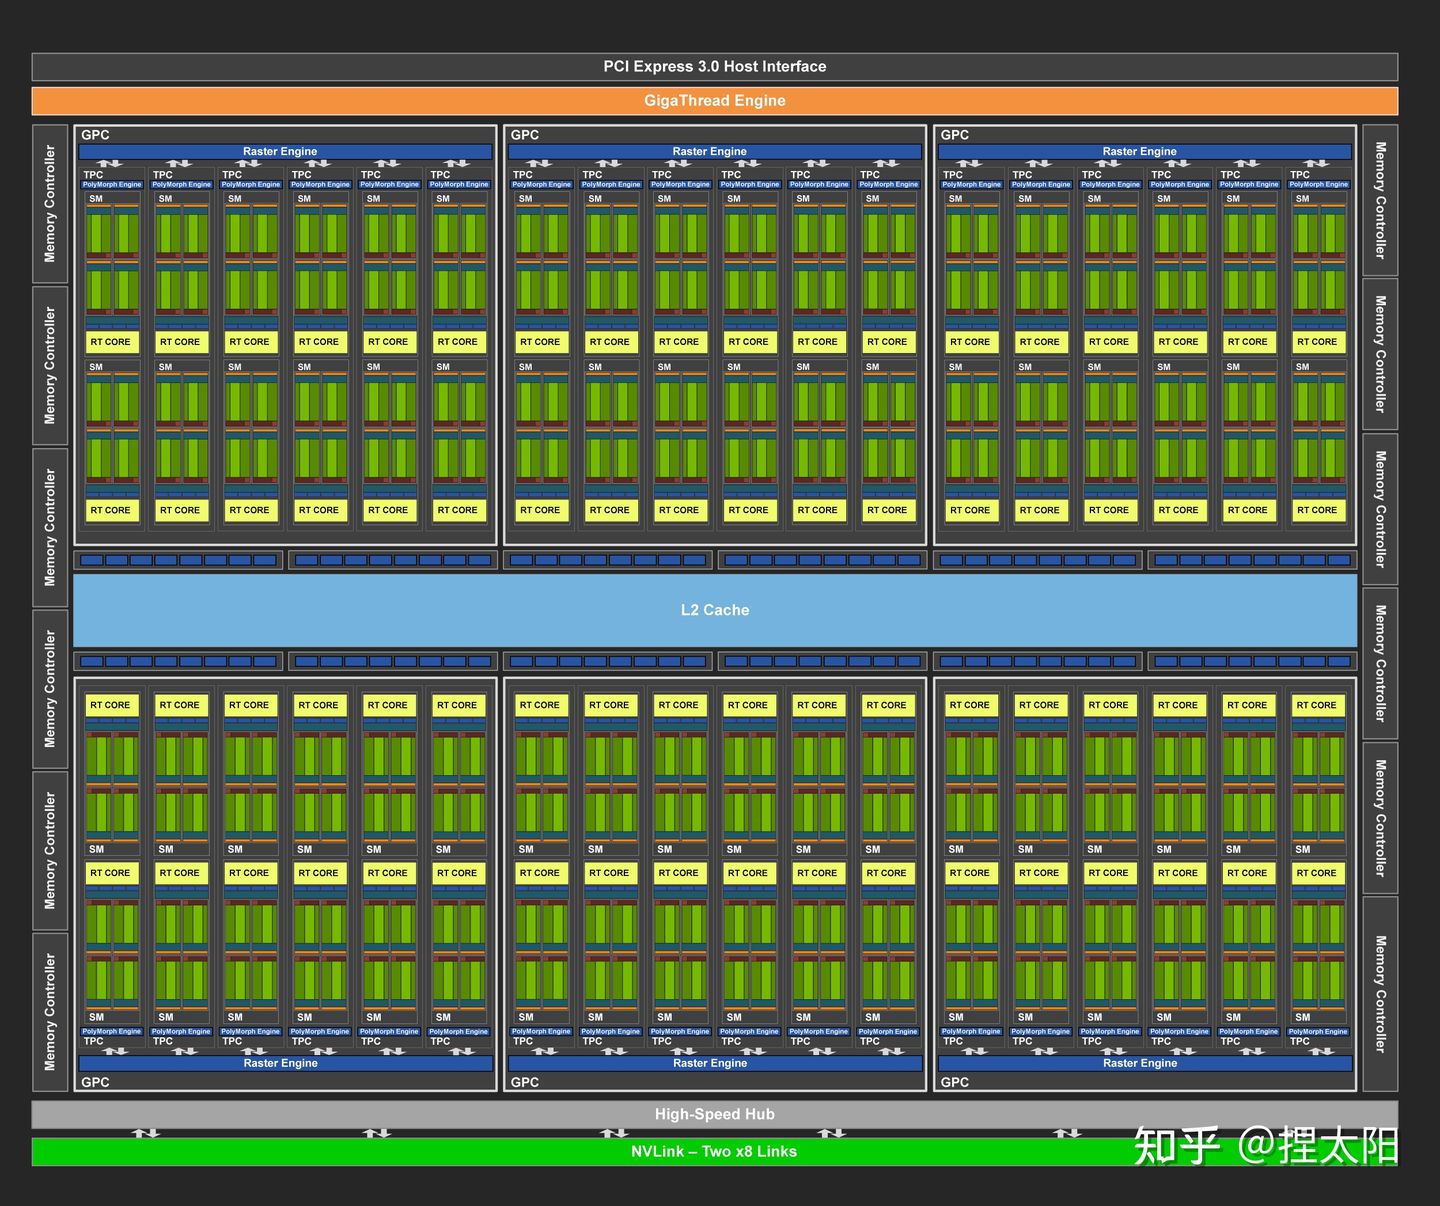 PCI Express 3.0 Host Interface
GigaThread Engine
GPC GPC GPC
Raster Engine Raster Engine Raster Engine
TPC TPC TPC TPC TPC TPC TPC TPC TPC TPC TPC TPC TPC TPC TPC TPC TPC TPC
PolyMorph Engine PolyMorph Engine PolyMorph Engine PolyMorph Engine PolyMorph Engine PolyMorph Engine PolyMorph Engine PolyMorph Engine PolyMorph Engine PolyMorph Engine PolyMorph Engine PolyMorph Engine PolyMorph Engine PolyMorph Engine PolyMorph Engine PolyMorph Engine PolyMorph Engine PolyMorph Engine
SM SM SM SM SM SM SM SM SM SM SM SM SM SM SM SM SM SM
RT CORE RT CORE RT CORE RT CORE RT CORE RT CORE RT CORE RT CORE RT CORE RT CORE RT CORE RT CORE RT CORE RT CORE RT CORE RT CORE RT CORE RT CORE
SM SM SM SM SM SM SM SM SM SM SM SM SM SM SM SM SM SM
RT CORE RT CORE RT CORE RT CORE RT CORE RT CORE RT CORE RT CORE RT CORE RT CORE RT CORE RT CORE RT CORE RT CORE RT CORE RT CORE RT CORE RT CORE
L2 Cache
RT CORE RT CORE RT CORE RT CORE RT CORE RT CORE RT CORE RT CORE RT CORE RT CORE RT CORE RT CORE RT CORE RT CORE RT CORE RT CORE RT CORE RT CORE
SM SM SM SM SM SM SM SM SM SM SM SM SM SM SM SM SM SM
RT CORE RT CORE RT CORE RT CORE RT CORE RT CORE RT CORE RT CORE RT CORE RT CORE RT CORE RT CORE RT CORE RT CORE RT CORE RT CORE RT CORE RT CORE
SM SM SM SM SM SM SM SM SM SM SM SM SM SM SM SM SM SM
PolyMorph Engine PolyMorph Engine PolyMorph Engine PolyMorph Engine PolyMorph Engine PolyMorph Engine PolyMorph Engine PolyMorph Engine PolyMorph Engine PolyMorph Engine PolyMorph Engine PolyMorph Engine PolyMorph Engine PolyMorph Engine PolyMorph Engine PolyMorph Engine PolyMorph Engine PolyMorph Engine
TPC TPC TPC TPC TPC TPC TPC TPC TPC TPC TPC TPC TPC TPC TPC TPC TPC TPC
Raster Engine Raster Engine Raster Engine
GPC GPC GPC
Memory Controller
Memory Controller
Memory Controller
Memory Controller
Memory Controller
Memory Controller
Memory Controller
Memory Controller
Memory Controller
Memory Controller
Memory Controller
Memory Controller
High-Speed Hub
NVLink – Two x8 Links
知乎 @捏太阳